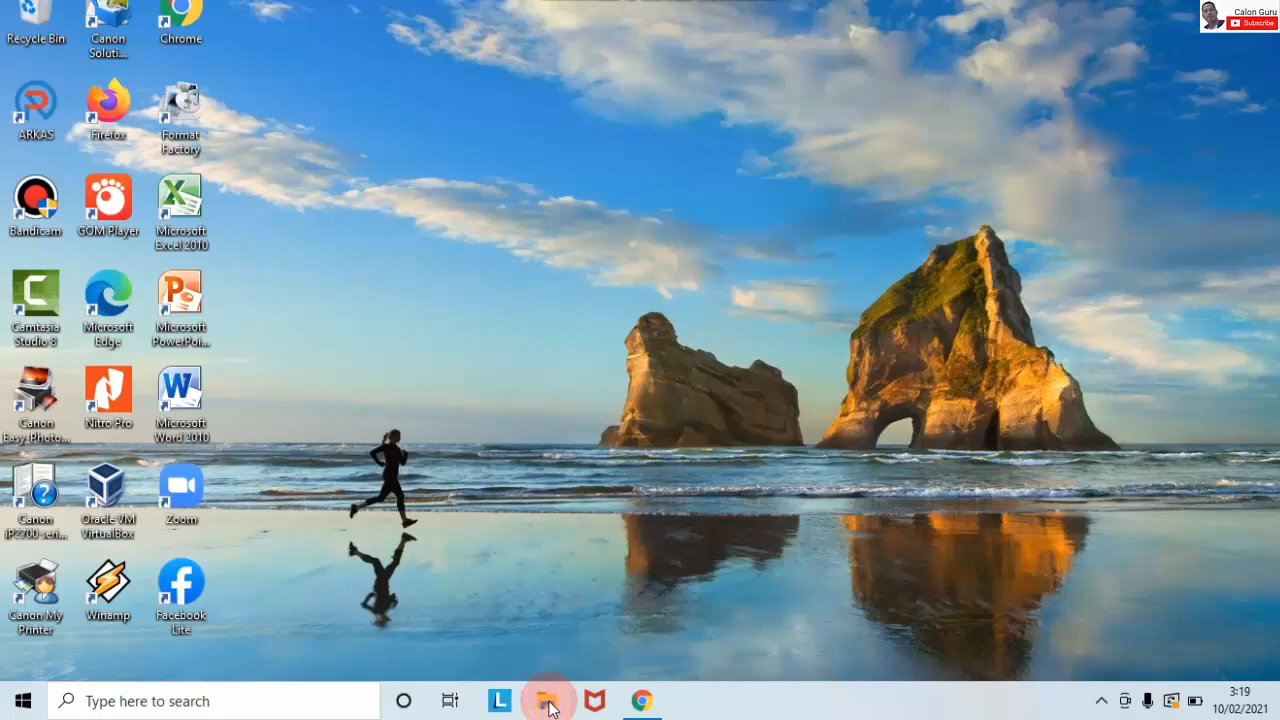 Calon Guru
Subscribe
Recycle Bin
Canon
Soluti...
Chrome
ARKAS
Firefox
Format
Factory
Bandicam
GOM Player
Microsoft
Excel 2010
Camtasia
Studio 8
Microsoft
Edge
Microsoft
PowerPoi...
Canon
Easy-Photo...
Nitro Pro
Microsoft
Word 2010
Canon
iP2700 seri...
Oracle VM
VirtualBox
Zoom
Canon My
Printer
Winamp
Facebook
Lite
Type here to search
3:19
10/02/2021